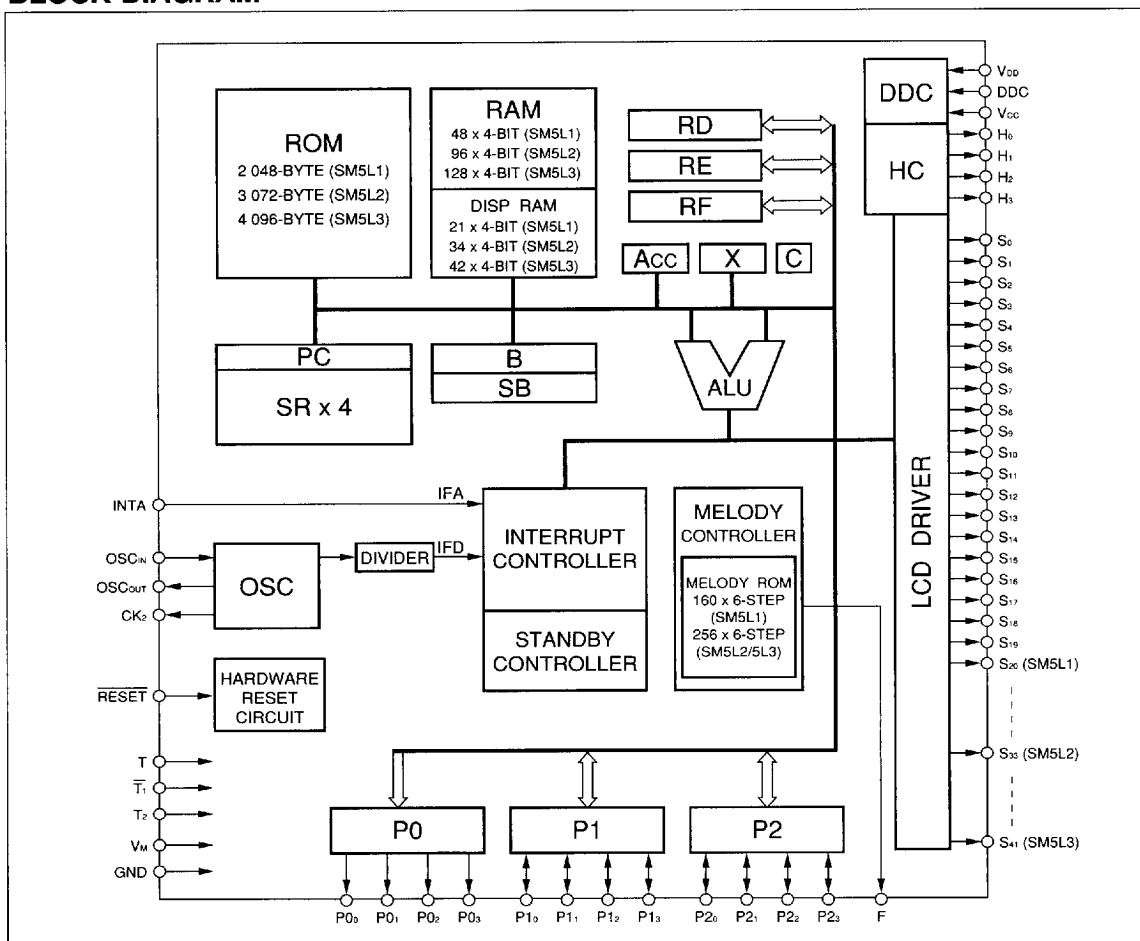 BLOCK DIAGRAM
ROM
2 048-BYTE (SM5L1)
3 072-BYTE (SM5L2)
4 096-BYTE (SM5L3)
RAM
48 x 4-BIT (SM5L1)
96 x 4-BIT (SM5L2)
128 x 4-BIT (SM5L3)
DISP RAM
21 x 4-BIT (SM5L1)
34 x 4-BIT (SM5L2)
42 x 4-BIT (SM5L3)
RD
RE
RF
ACC
X
C
DDC
HC
VDD
DDC
VCC
H0
H1
H2
H3
PC
SR x 4
B
SB
ALU
LCD DRIVER
S0
S1
S2
S3
S4
S5
S6
S7
S8
S9
S10
S11
S12
S13
S14
S15
S16
S17
S18
S19
S20 (SM5L1)
S33 (SM5L2)
S41 (SM5L3)
INTA
IFA
OSCIN
OSCOUT
CK2
OSC
DIVIDER
IFD
INTERRUPT
CONTROLLER
STANDBY
CONTROLLER
MELODY
CONTROLLER
MELODY ROM
160 x 6-STEP
(SM5L1)
256 x 6-STEP
(SM5L2/5L3)
RESET
HARDWARE
RESET
CIRCUIT
T
T1
T2
VM
GND
P0
P1
P2
P00
P01
P02
P03
P10
P11
P12
P13
P20
P21
P22
P23
F